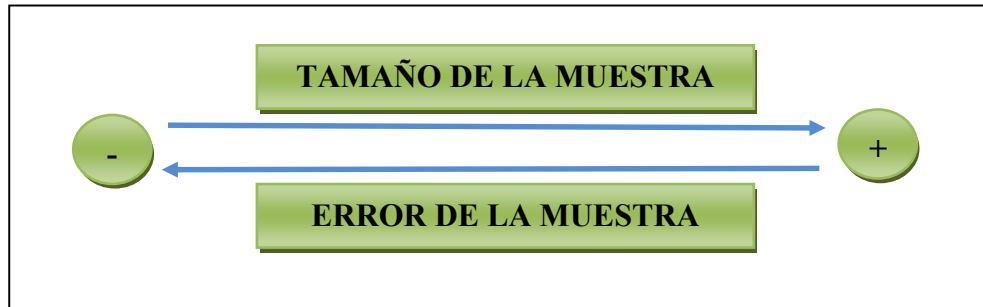 TAMAÑO DE LA MUESTRA
- +
ERROR DE LA MUESTRA